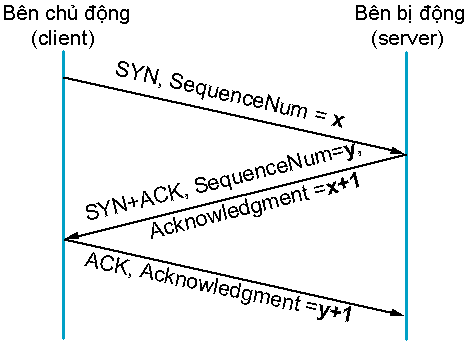 Bên chủ động
(client)
Bên bị động
(server)
SYN, SequenceNum = x
SYN+ACK, SequenceNum=y,
Acknowledgment =x+1
ACK, Acknowledgment =y+1